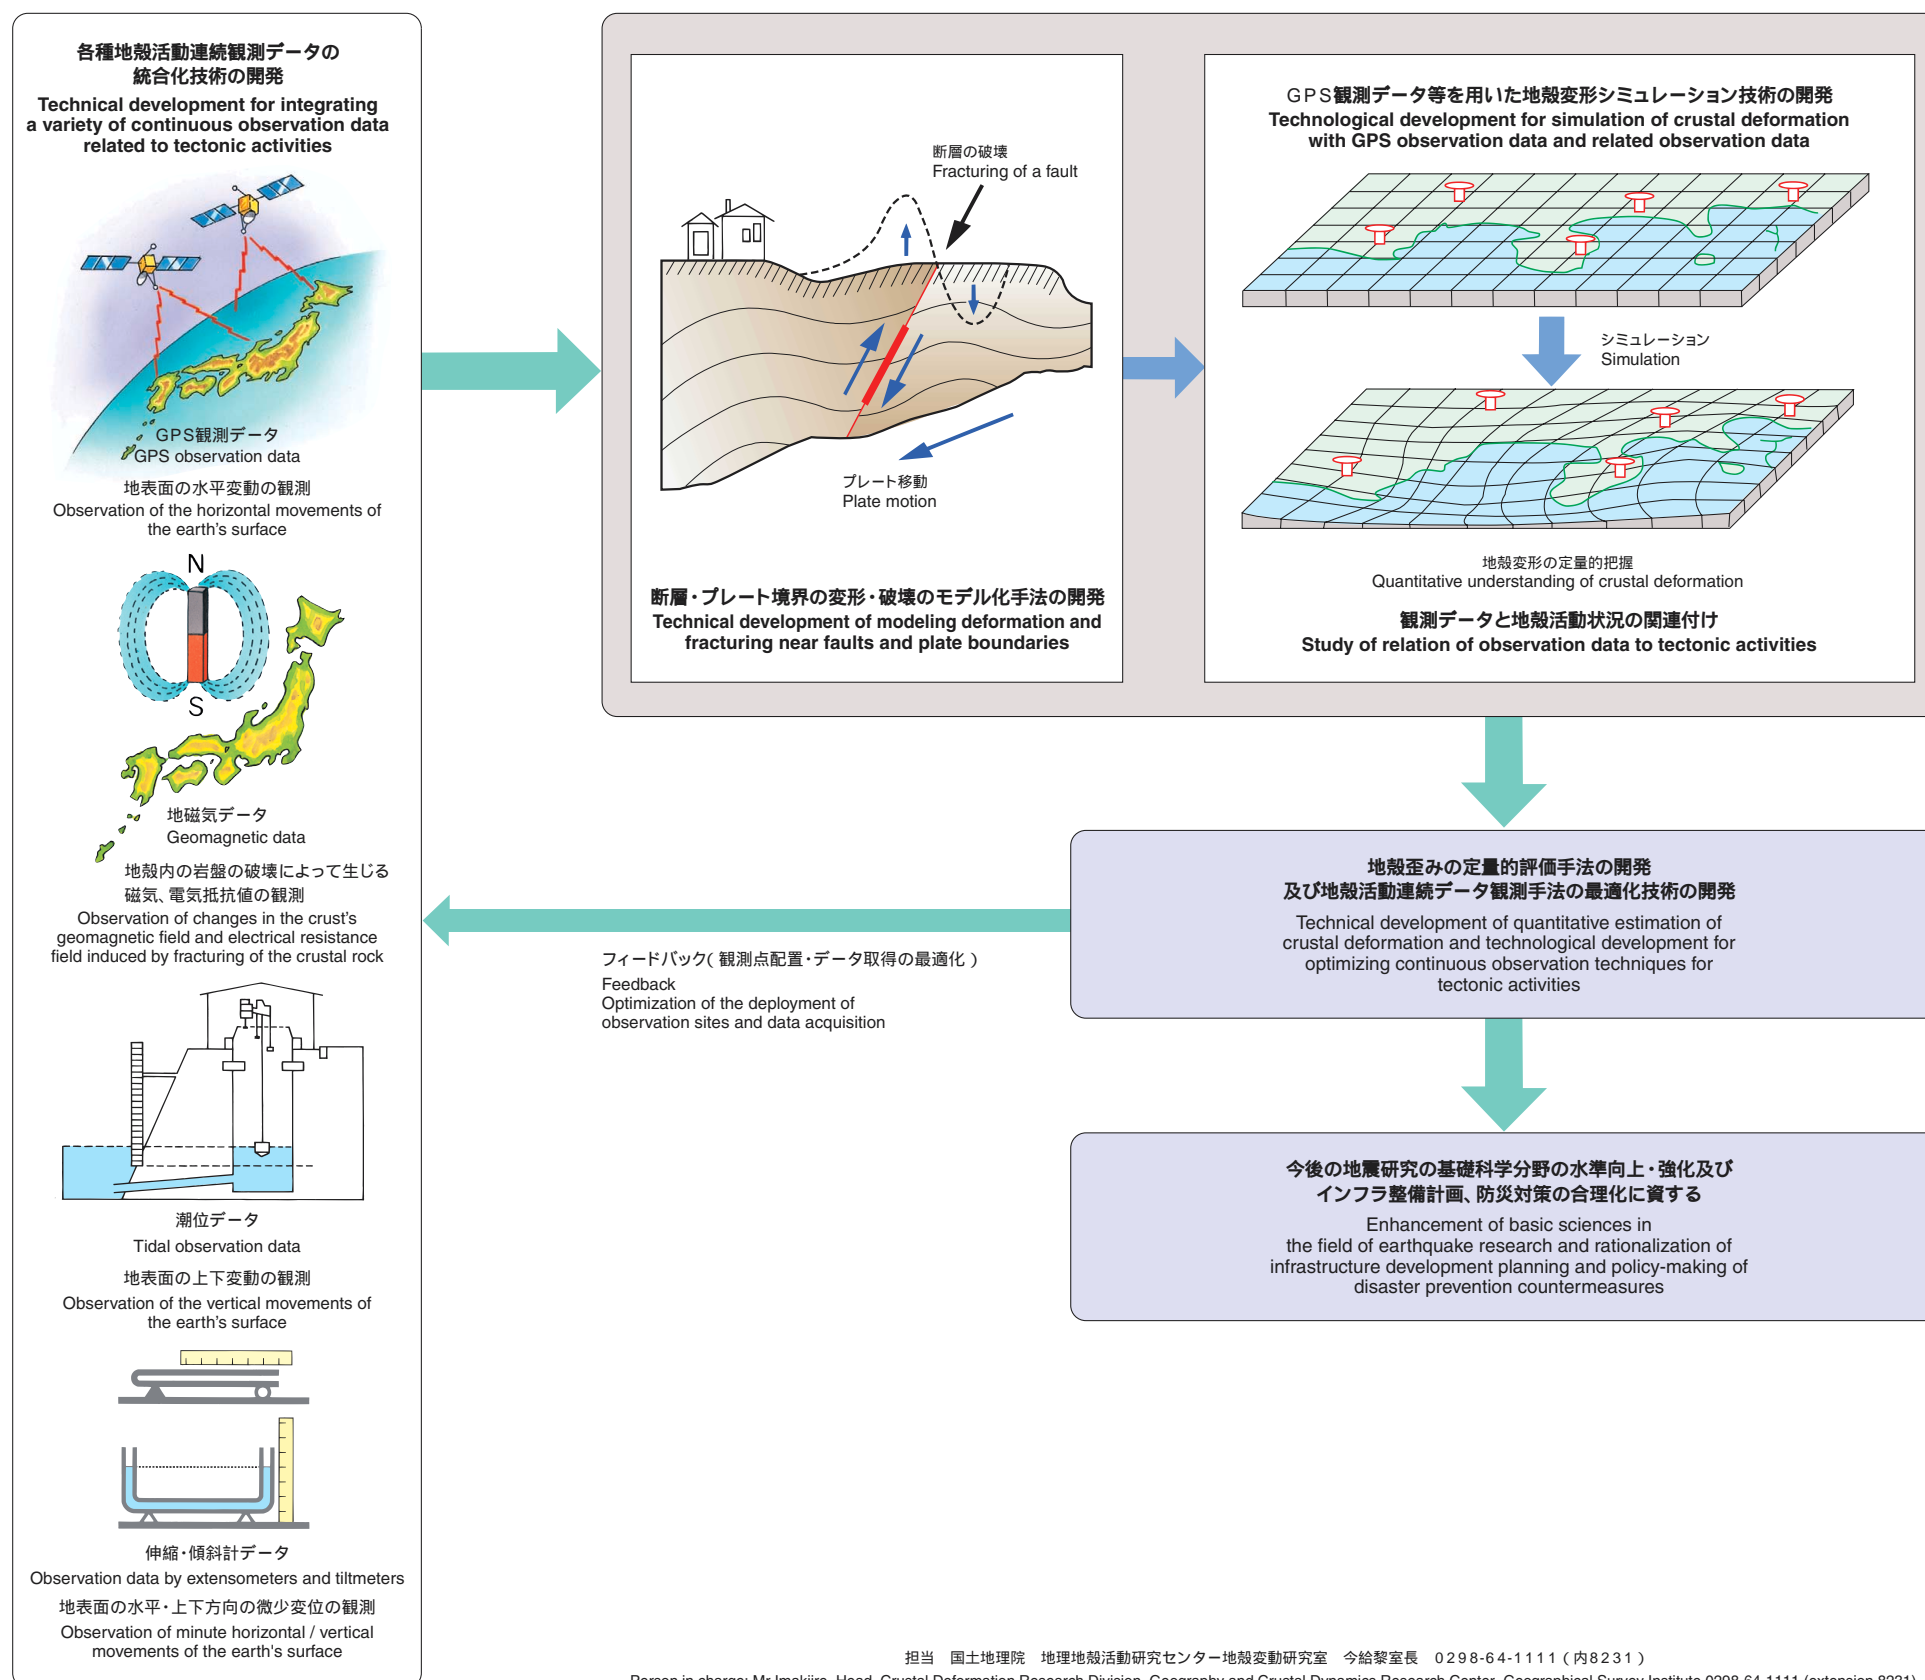 各種地殻活動連続観測データの
統合化技術の開発
Technical development for integrating
a variety of continuous observation data
related to tectonic activities
GPS観測データ
GPS observation data
地表面の水平変動の観測
Observation of the horizontal movements of
the earth's surface
N
S
地磁気データ
Geomagnetic data
地殻内の岩盤の破壊によって生じる
磁気、電気抵抗値の観測
Observation of changes in the crust's
geomagnetic field and electrical resistance
field induced by fracturing of the crustal rock
潮位データ
Tidal observation data
地表面の上下変動の観測
Observation of the vertical movements of
the earth's surface
伸縮・傾斜計データ
Observation data by extensometers and tiltmeters
地表面の水平・上下方向の微少変位の観測
Observation of minute horizontal / vertical
movements of the earth's surface
断層の破壊
Fracturing of a fault
プレート移動
Plate motion
断層・プレート境界の変形・破壊のモデル化手法の開発
Technical development of modeling deformation and
fracturing near faults and plate boundaries
GPS観測データ等を用いた地殻変形シミュレーション技術の開発
Technological development for simulation of crustal deformation
with GPS observation data and related observation data
シミュレーション
Simulation
地殻変形の定量的把握
Quantitative understanding of crustal deformation
観測データと地殻活動状況の関連付け
Study of relation of observation data to tectonic activities
地殻歪みの定量的評価手法の開発
及び地殻活動連続データ観測手法の最適化技術の開発
Technical development of quantitative estimation of
crustal deformation and technological development for
optimizing continuous observation techniques for
tectonic activities
フィードバック(観測点配置・データ取得の最適化)
Feedback
Optimization of the deployment of
observation sites and data acquisition
今後の地震研究の基礎科学分野の水準向上・強化及び
インフラ整備計画、防災対策の合理化に資する
Enhancement of basic sciences in
the field of earthquake research and rationalization of
infrastructure development planning and policy-making of
disaster prevention countermeasures
担当 国土地理院 地理地殻活動研究センター地殻変動研究室 今給黎室長 0298-64-1111(内8231)
Person in charge: Mr Imakiire, Head, Crustal Deformation Research Division, Geography and Crustal Dynamics Research Center, Geographical Survey Institute 0298-64-1111 (extension 8231)